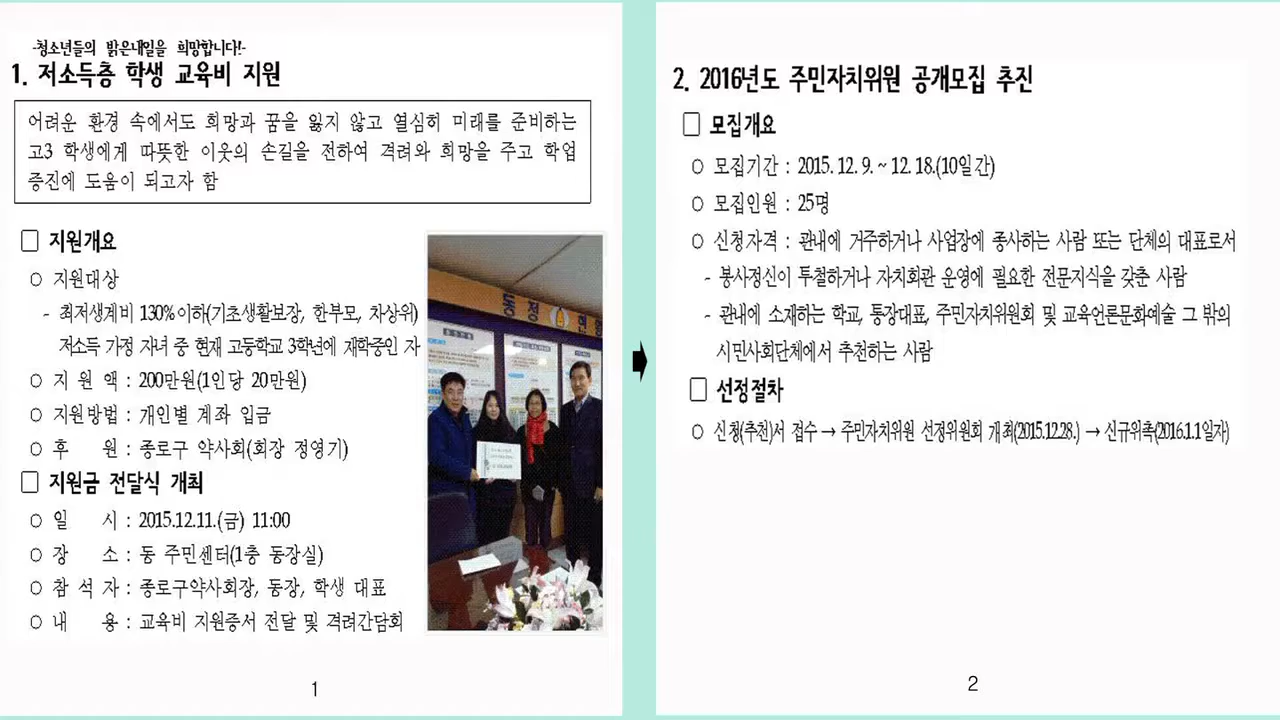 -청소년들의 밝은내일을 희망합니다!-
1. 저소득층 학생 교육비 지원
어려운 환경 속에서도 희망과 꿈을 잃지 않고 열심히 미래를 준비하는
고3 학생에게 따뜻한 이웃의 손길을 전하여 격려와 희망을 주고 학업
증진에 도움이 되고자 함
□ 지원개요
○ 지원대상
- 최저생계비 130%이하(기초생활보장, 한부모, 차상위)
저소득 가정 자녀 중 현재 고등학교 3학년에 재학중인 자
○ 지 원 액 : 200만원(1인당 20만원)
○ 지원방법 : 개인별 계좌 입금
○ 후 원 : 종로구 약사회(회장 정영기)
□ 지원금 전달식 개최
○ 일 시 : 2015.12.11.(금) 11:00
○ 장 소 : 동 주민센터(1층 동장실)
○ 참 석 자 : 종로구약사회장, 동장, 학생 대표
○ 내 용 : 교육비 지원증서 전달 및 격려간담회
동 정
1
2. 2016년도 주민자치위원 공개모집 추진
□ 모집개요
○ 모집기간 : 2015. 12. 9. ~ 12. 18.(10일간)
○ 모집인원 : 25명
○ 신청자격 : 관내에 거주하거나 사업장에 종사하는 사람 또는 단체의 대표로서
- 봉사정신이 투철하거나 자치회관 운영에 필요한 전문지식을 갖춘 사람
- 관내에 소재하는 학교, 통장대표, 주민자치위원회 및 교육언론문화예술 그 밖의
시민사회단체에서 추천하는 사람
□ 선정절차
○ 신청(추천)서 접수 → 주민자치위원 선정위원회 개최(2015.12.28.) → 신규위촉(2016.1.1일자)
2